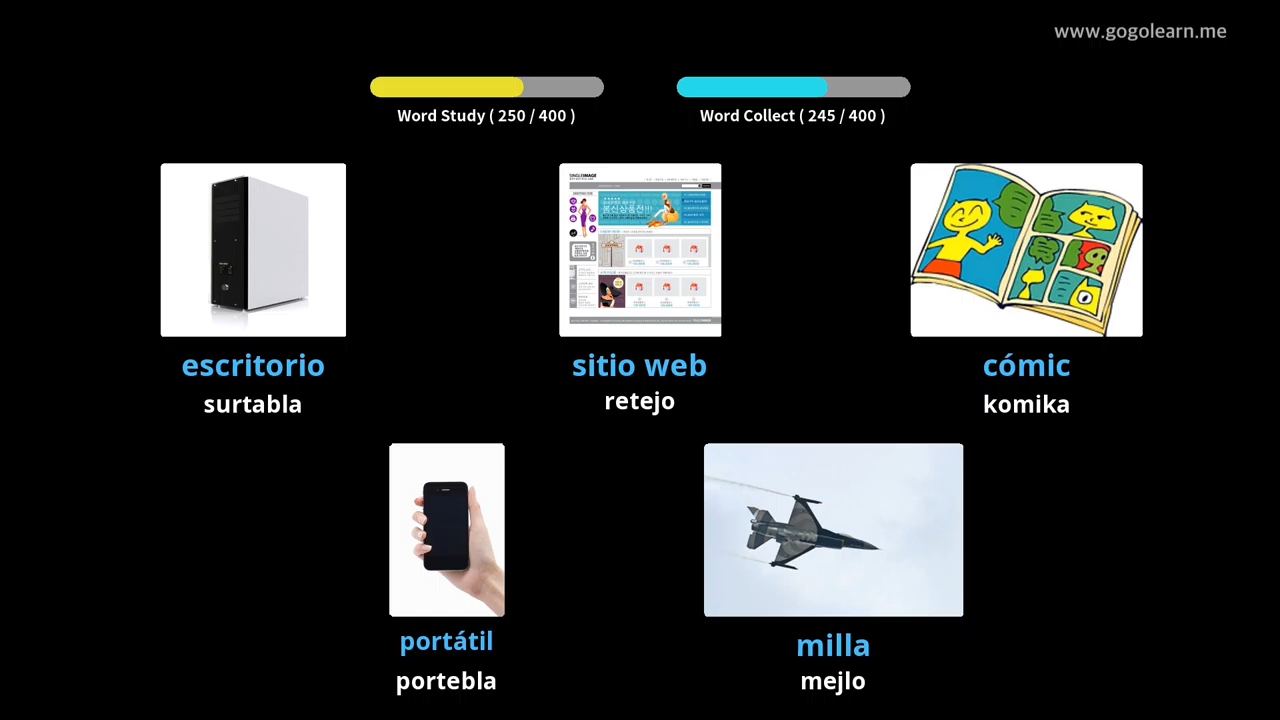 www.gogolearn.me
Word Study ( 250 / 400 )
Word Collect ( 245 / 400 )
escritorio
surtabla
sitio web
retejo
cómic
komika
portátil
portebla
milla
mejlo